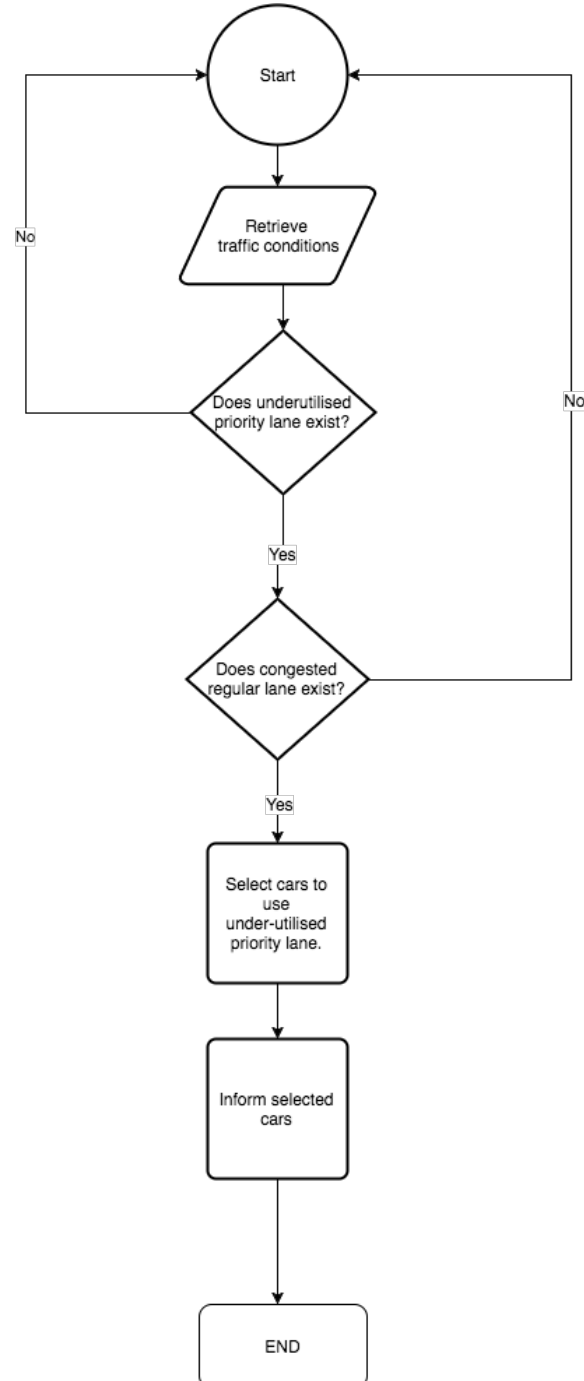 Start
No
Retrieve
traffic conditions
Does underutilised
priority lane exist?
No
Yes
Does congested
regular lane exist?
Yes
Select cars to
use
under-utilised
priority lane.
Inform selected
cars
END